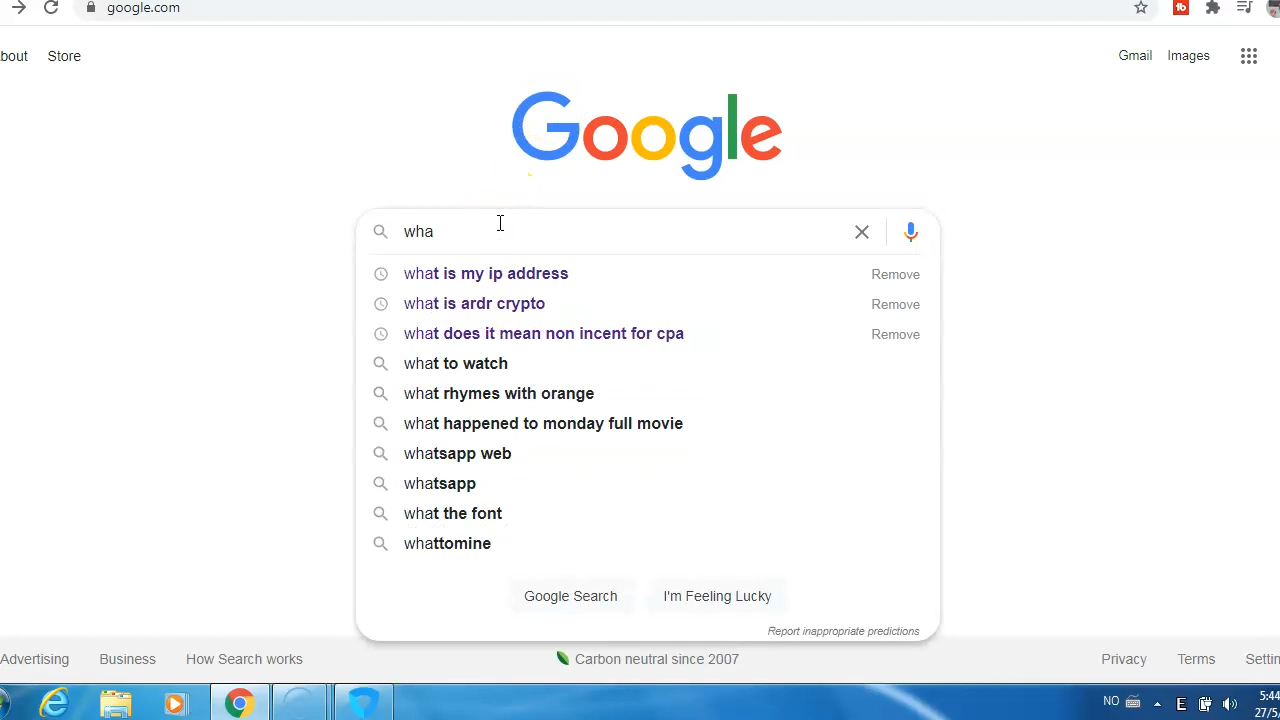 google.com
bout Store Gmail Images
Google
wha
what is my ip address Remove
what is ardr crypto Remove
what does it mean non incent for cpa Remove
what to watch
what rhymes with orange
what happened to monday full movie
whatsapp web
whatsapp
what the font
whattomine
Google Search I'm Feeling Lucky
Report inappropriate predictions
Advertising Business How Search works Carbon neutral since 2007 Privacy Terms Settin
NO E 5:44
27/5/